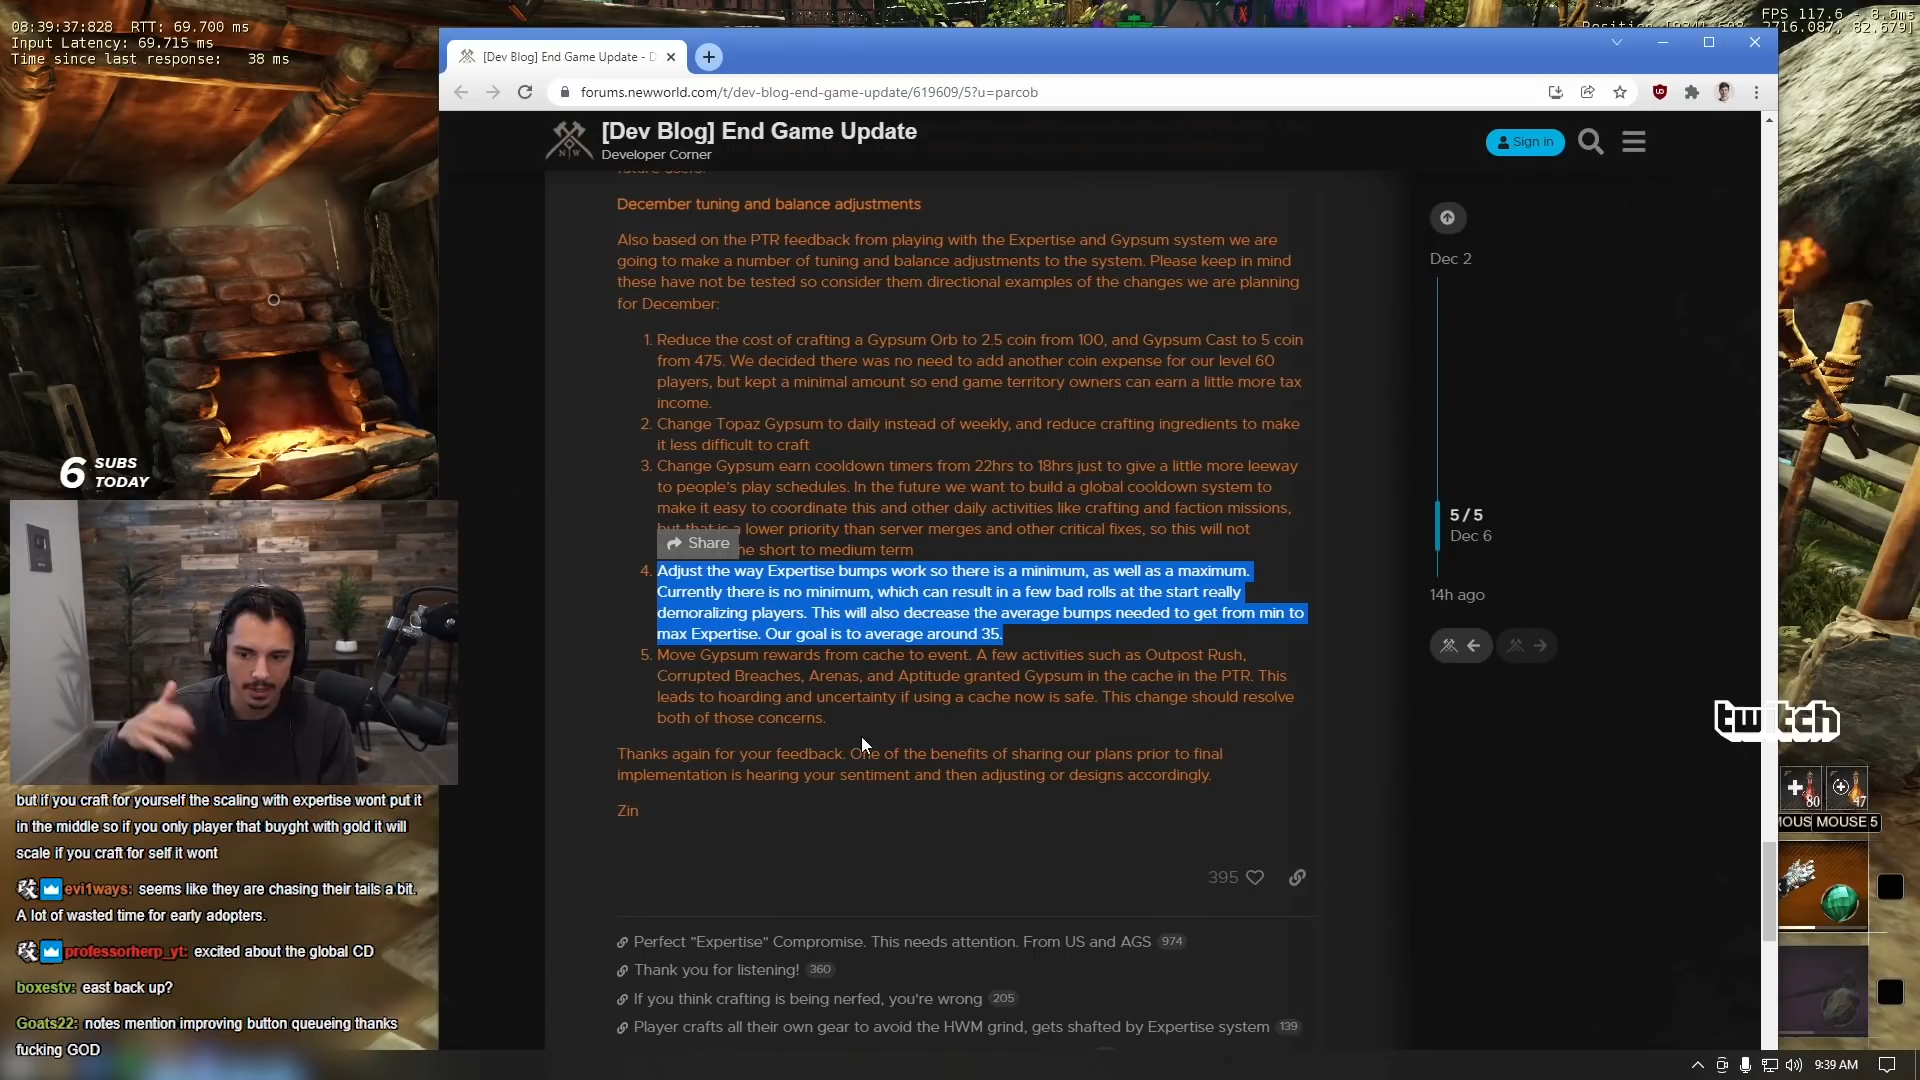 08:39:37:828 RTT: 69.700 ms
Input Latency: 69.715 ms
Time since last response: 38 ms
FPS 117.6 8.6ms
2716.087, 82.679]
[Dev Blog] End Game Update - D
forums.newworld.com/t/dev-blog-end-game-update/619609/5?u=parcob
[Dev Blog] End Game Update
Developer Corner
Sign in
December tuning and balance adjustments
Also based on the PTR feedback from playing with the Expertise and Gypsum system we are
going to make a number of tuning and balance adjustments to the system. Please keep in mind
these have not be tested so consider them directional examples of the changes we are planning
for December:
1. Reduce the cost of crafting a Gypsum Orb to 2.5 coin from 100, and Gypsum Cast to 5 coin
from 475. We decided there was no need to add another coin expense for our level 60
players, but kept a minimal amount so end game territory owners can earn a little more tax
income.
2. Change Topaz Gypsum to daily instead of weekly, and reduce crafting ingredients to make
it less difficult to craft
3. Change Gypsum earn cooldown timers from 22hrs to 18hrs just to give a little more leeway
to people's play schedules. In the future we want to build a global cooldown system to
make it easy to coordinate this and other daily activities like crafting and faction missions,
but that is a lower priority than server merges and other critical fixes, so this will not
Share
he short to medium term
4. Adjust the way Expertise bumps work so there is a minimum, as well as a maximum.
Currently there is no minimum, which can result in a few bad rolls at the start really
demoralizing players. This will also decrease the average bumps needed to get from min to
max Expertise. Our goal is to average around 35.
5. Move Gypsum rewards from cache to event. A few activities such as Outpost Rush,
Corrupted Breaches, Arenas, and Aptitude granted Gypsum in the cache in the PTR. This
leads to hoarding and uncertainty if using a cache now is safe. This change should resolve
both of those concerns.
Thanks again for your feedback. One of the benefits of sharing our plans prior to final
implementation is hearing your sentiment and then adjusting or designs accordingly.
Zin
395
Perfect "Expertise" Compromise. This needs attention. From US and AGS 974
Thank you for listening! 360
If you think crafting is being nerfed, you're wrong 205
Player crafts all their own gear to avoid the HWM grind, gets shafted by Expertise system 139
Dec 2
5 / 5
Dec 6
14h ago
6 SUBS
TODAY
but if you craft for yourself the scaling with expertise wont put it
in the middle so if you only player that buyght with gold it will
scale if you craft for self it wont
evi1ways: seems like they are chasing their tails a bit.
A lot of wasted time for early adopters.
professorherp_yt: excited about the global CD
boxestv: east back up?
Goats22: notes mention improving button queueing thanks
fucking GOD
twitch
80
47
MOUS
MOUSE 5
9:39 AM